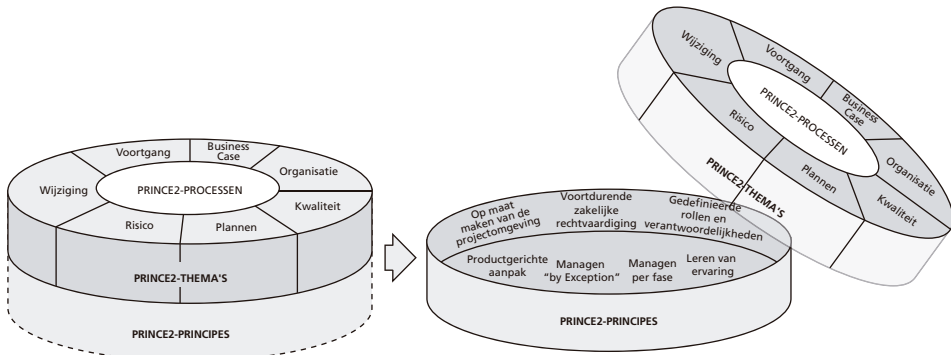 Voortgang
Business
Case
Organisatie
Wijziging
PRINCE2-PROCESSEN
Kwaliteit
Risico
Plannen
PRINCE2-THEMA'S
PRINCE2-PRINCIPES
Op maat
maken van de
projectomgeving
Voortdurende
zakelijke
rechtvaardiging
Gedefinieerde
rollen en
verantwoordelijkheden
Productgerichte
aanpak
Managen
"by Exception"
Managen
per fase
Leren van
ervaring
PRINCE2-PRINCIPES
Wijziging
Voortgang
Business
Case
PRINCE2-PROCESSEN
Risico
Organisatie
Plannen
Kwaliteit
PRINCE2-THEMA'S